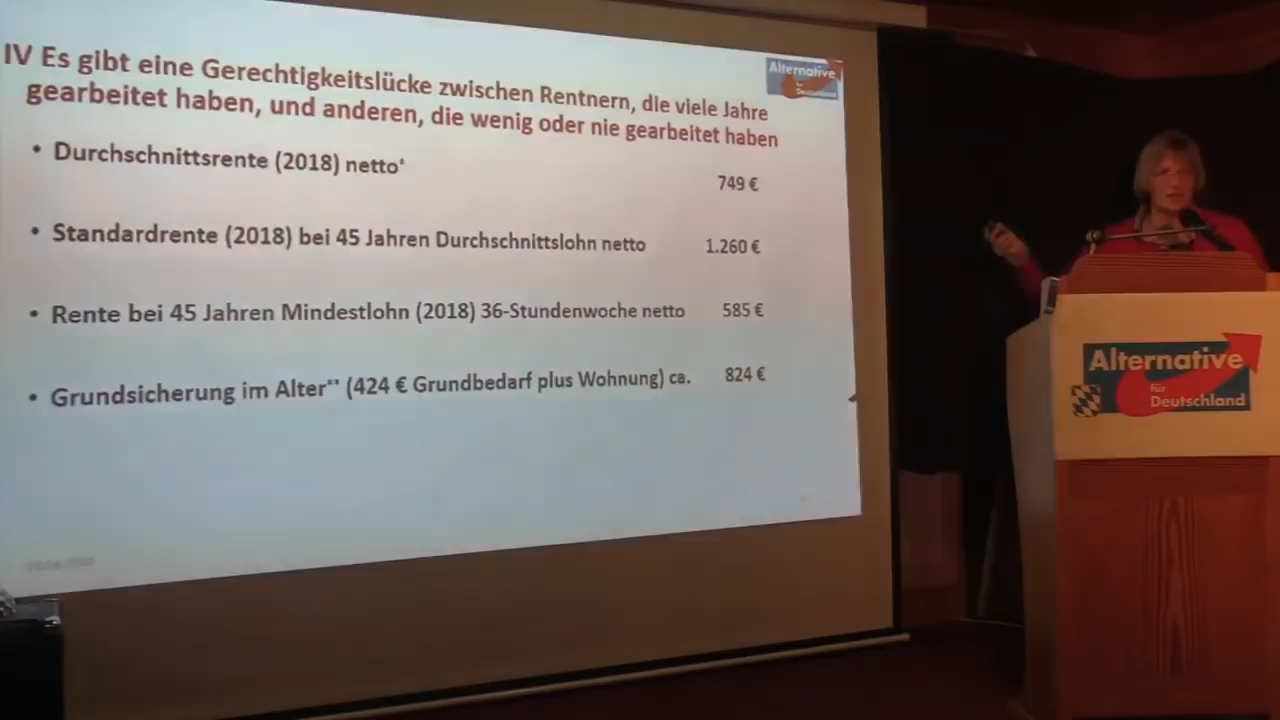 IV Es gibt eine Gerechtigkeitslücke zwischen Rentnern, die viele Jahre
gearbeitet haben, und anderen, die wenig oder nie gearbeitet haben
Alternative
für
Deutschland
• Durchschnittsrente (2018) netto*
749 €
• Standardrente (2018) bei 45 Jahren Durchschnittslohn netto 1.260 €
• Rente bei 45 Jahren Mindestlohn (2018) 36-Stundenwoche netto 585 €
• Grundsicherung im Alter** (424 € Grundbedarf plus Wohnung) ca. 824 €
Alternative
für
Deutschland